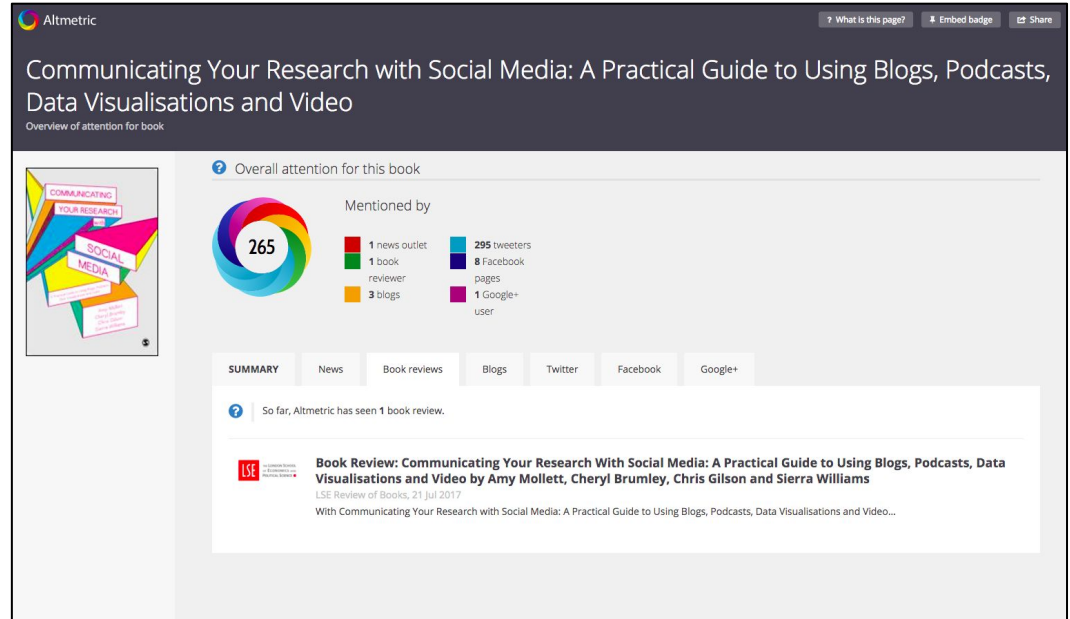 Altmetric
? What is this page?
Embed badge
Share
Communicating Your Research with Social Media: A Practical Guide to Using Blogs, Podcasts,
Data Visualisations and Video
Overview of attention for book
COMMUNICATING
YOUR RESEARCH
SOCIAL
MEDIA
? Overall attention for this book
265
Mentioned by
1 news outlet
1 book
reviewer
3 blogs
295 tweeters
8 Facebook
pages
1 Google+
user
SUMMARY
News
Book reviews
Blogs
Twitter
Facebook
Google+
? So far, Altmetric has seen 1 book review.
LSE
Book Review: Communicating Your Research With Social Media: A Practical Guide to Using Blogs, Podcasts, Data
Visualisations and Video by Amy Mollett, Cheryl Brumley, Chris Gilson and Sierra Williams
LSE Review of Books, 21 Jul 2017
With Communicating Your Research with Social Media: A Practical Guide to Using Blogs, Podcasts, Data Visualisations and Video...